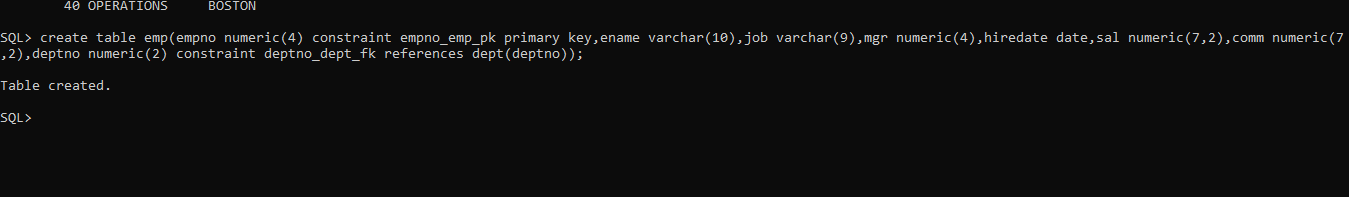 40 OPERATIONS     BOSTON
SQL> create table emp(empno numeric(4) constraint empno_emp_pk primary key,ename varchar(10),job varchar(9),mgr numeric(4),hiredate date,sal numeric(7,2),comm numeric(7
,2),deptno numeric(2) constraint deptno_dept_fk references dept(deptno));
Table created.
SQL>